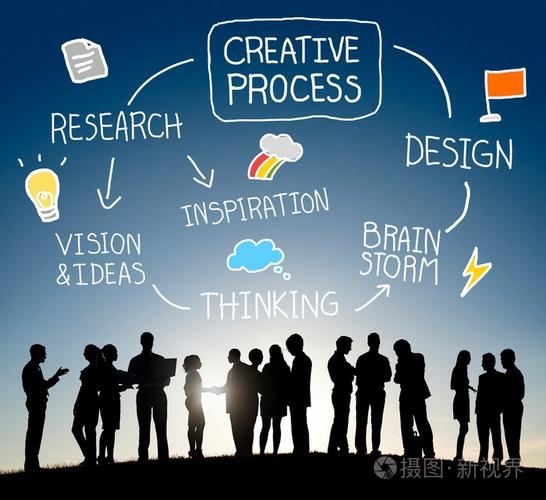 CREATIVE
PROCESS
RESEARCH
DESIGN
INSPIRATION
VISION
& IDEAS
BRAIN
STORM
THINKING
摄图·新视界